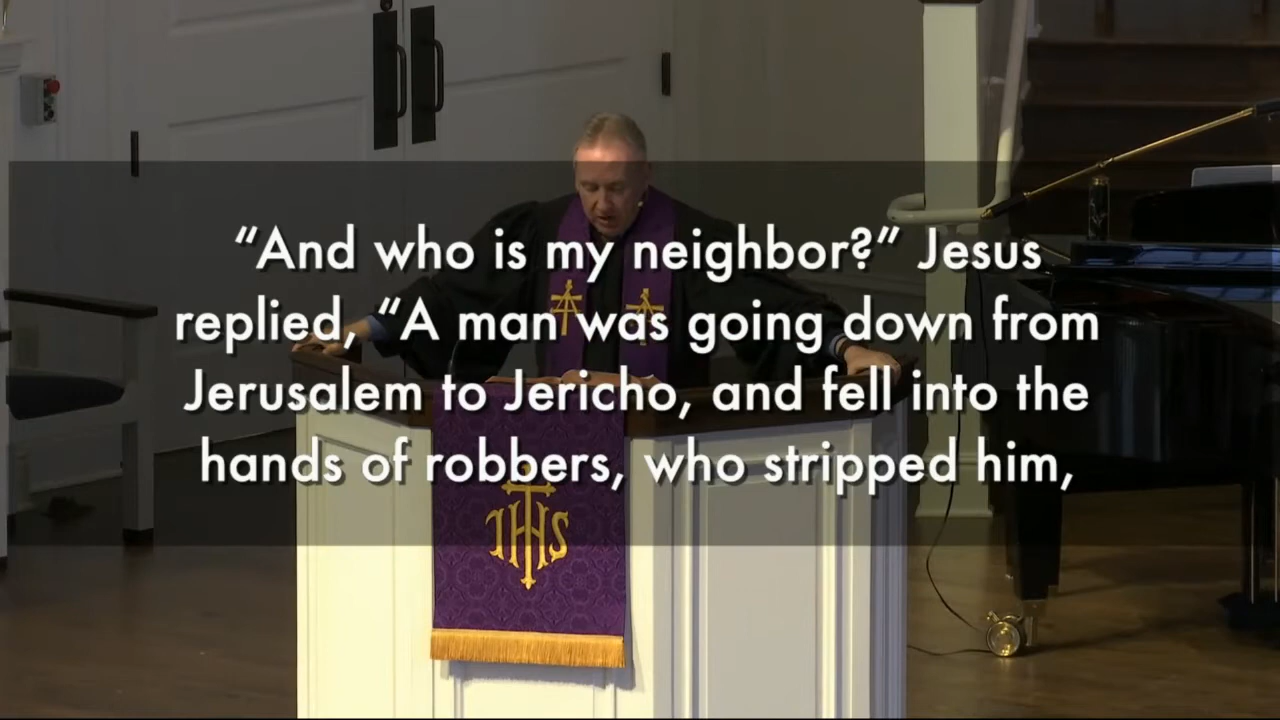 “And who is my neighbor?” Jesus
replied, “A man was going down from
Jerusalem to Jericho, and fell into the
hands of robbers, who stripped him,
IHS